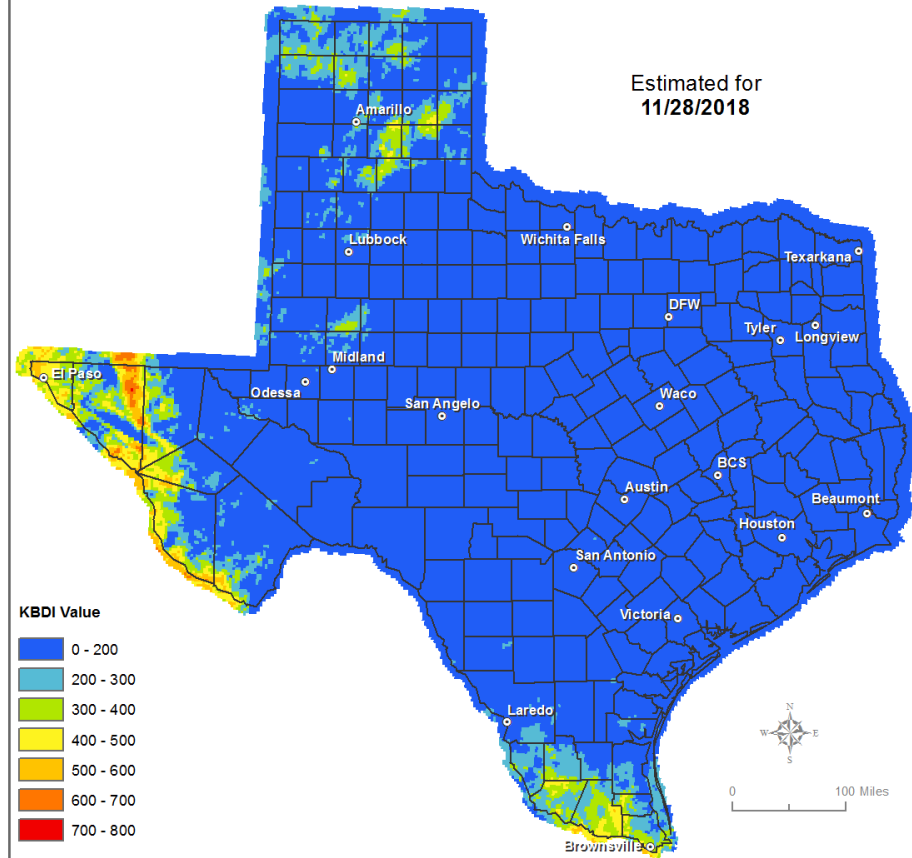 Estimated for
11/28/2018
Amarillo
Lubbock
Wichita Falls
Texarkana
DFW
Tyler
Longview
Midland
El Paso
Odessa
San Angelo
Waco
BCS
Austin
Beaumont
Houston
San Antonio
Victoria
KBDI Value
0 - 200
200 - 300
300 - 400
400 - 500
500 - 600
600 - 700
700 - 800
Laredo
N
W E
S
0 100 Miles
Brownsville